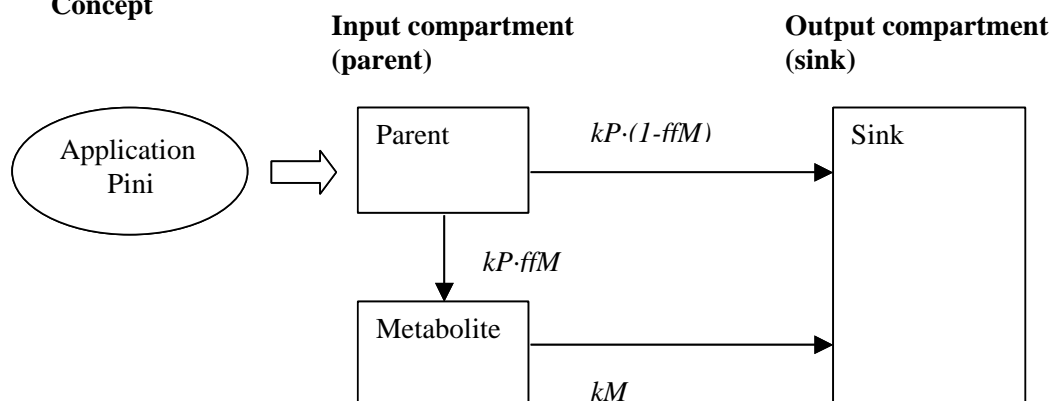 Concept
Input compartment
(parent)
Output compartment
(sink)
Application
Pini
Parent
kP·(1-ffM)
Sink
kP·ffM
Metabolite
kM